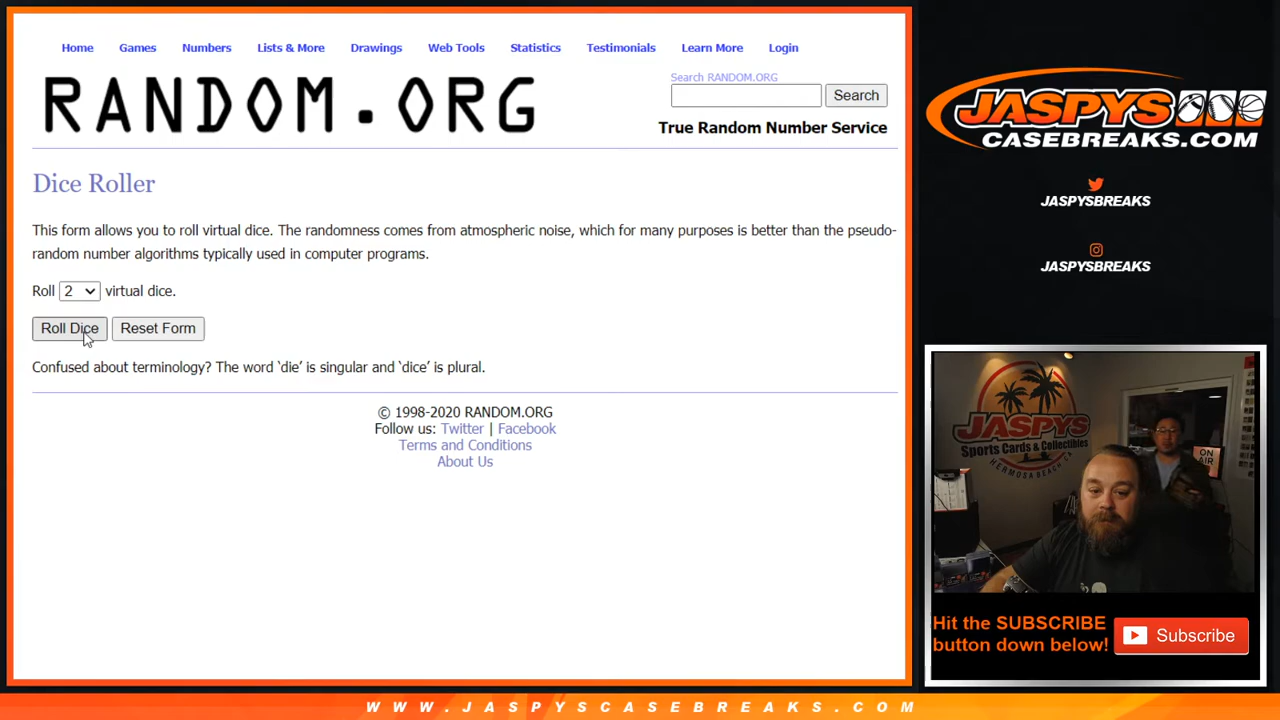 Home Games Numbers Lists & More Drawings Web Tools Statistics Testimonials Learn More Login
RANDOM.ORG
Search RANDOM.ORG
Search
True Random Number Service
Dice Roller
This form allows you to roll virtual dice. The randomness comes from atmospheric noise, which for many purposes is better than the pseudo-
random number algorithms typically used in computer programs.
Roll 2 virtual dice.
Roll Dice Reset Form
Confused about terminology? The word ‘die’ is singular and ‘dice’ is plural.
© 1998-2020 RANDOM.ORG
Follow us: Twitter | Facebook
Terms and Conditions
About Us
JASPYS
CASEBREAKS.COM
JASPYSBREAKS
JASPYSBREAKS
JASPYS
Sports Cards & Collectibles
HERMOSA BEACH, CA
ON
AIR
Hit the SUBSCRIBE
button down below!
Subscribe
WWW.JASPYSCASEBREAKS.COM